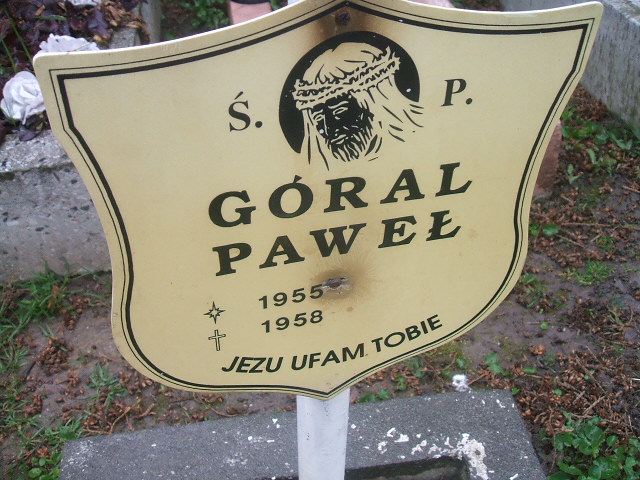 Ś. P.
GÓRAL
PAWEŁ
1955
1958
JEZU UFAM TOBIE